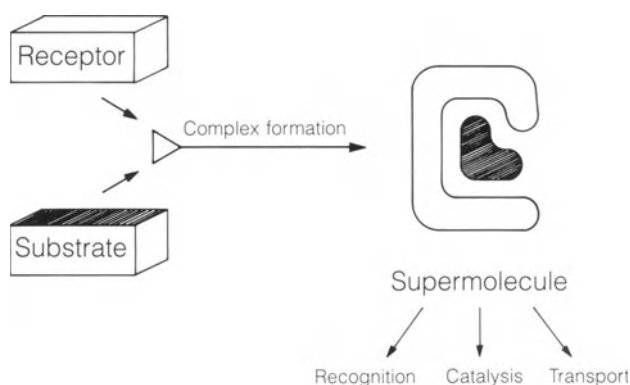 Receptor
Complex formation
Substrate
Supermolecule
Recognition Catalysis Transport